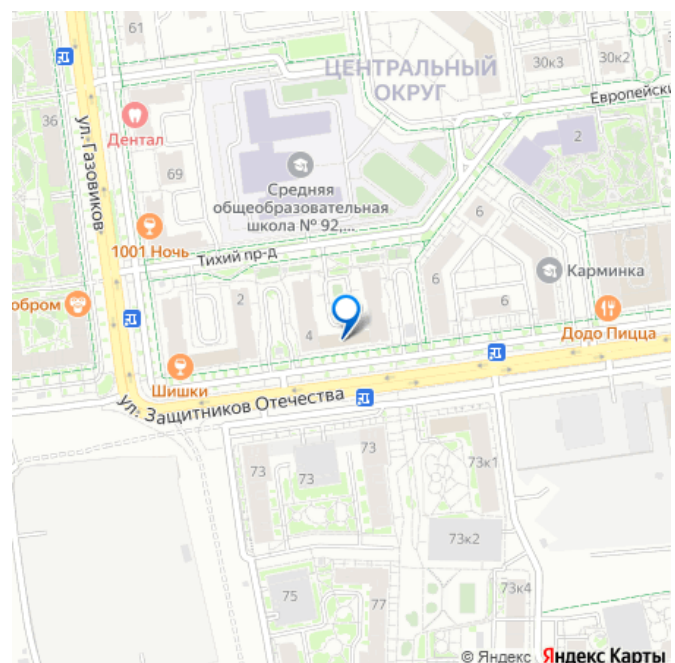 61
ЦЕНТРАЛЬНЫЙ
ОКРУГ
30к3
30к2
Европейски
36
ул. Газовиков
Дентал
69
2
Средняя
общеобразовательная
школа № 92,...
1001 Ночь
Тихий пр-д
6
6
6
Карминка
обром
2
4
Додо Пицца
Шишки
ул. Защитников Отечества
73
73
73
73к1
73к2
75
77
73к4
© Яндекс Яндекс Карты